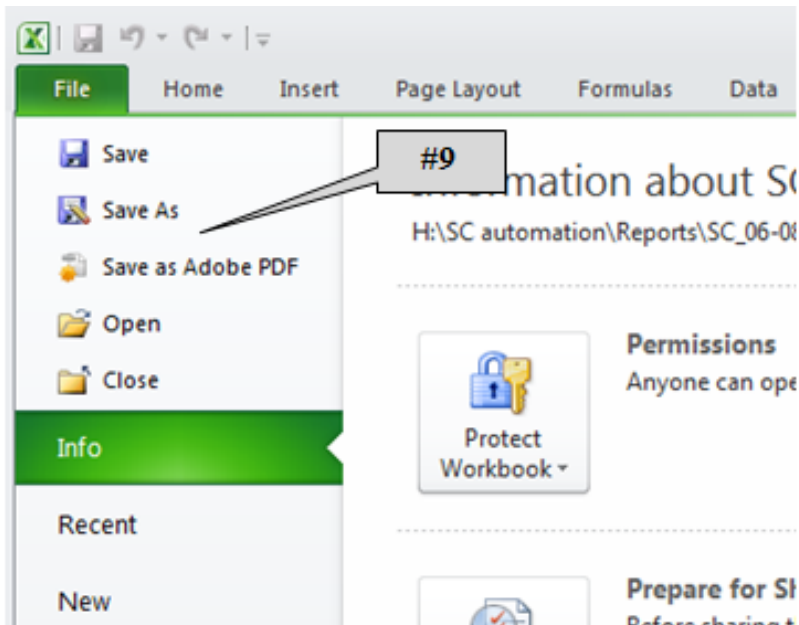 File Home Insert Page Layout Formulas Data
Save
Save As
Save as Adobe PDF
Open
Close
Info
Recent
New
#9
about
H:\SC automation\Reports\SC_06-08
Permissions
Anyone can ope
Protect
Workbook
Prepare for